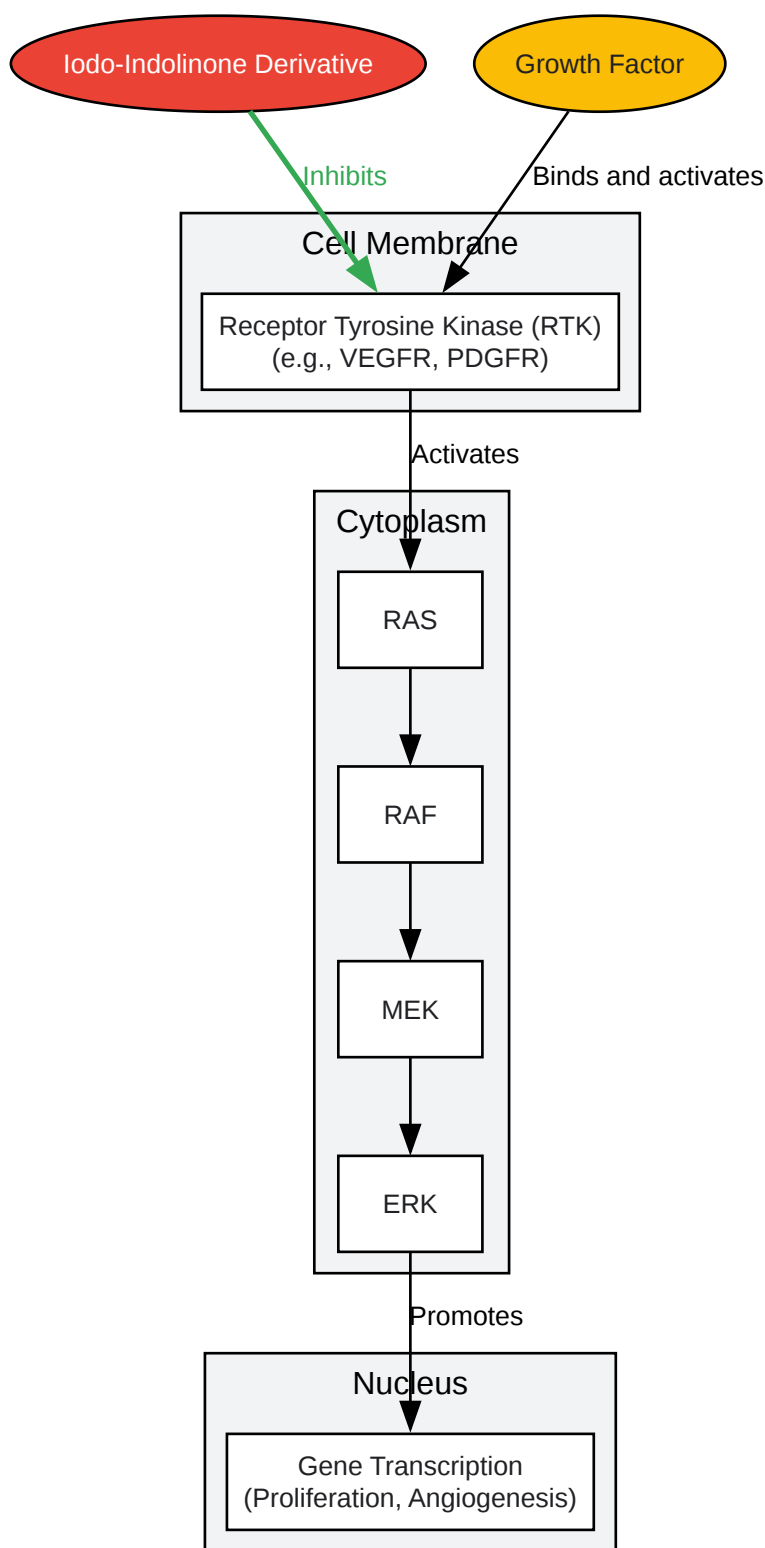 Iodo-Indolinone Derivative
Growth Factor
Inhibits
Binds and activates
Cell Membrane
Receptor Tyrosine Kinase (RTK)
(e.g., VEGFR, PDGFR)
Activates
Cytoplasm
RAS
RAF
MEK
ERK
Promotes
Nucleus
Gene Transcription
(Proliferation, Angiogenesis)